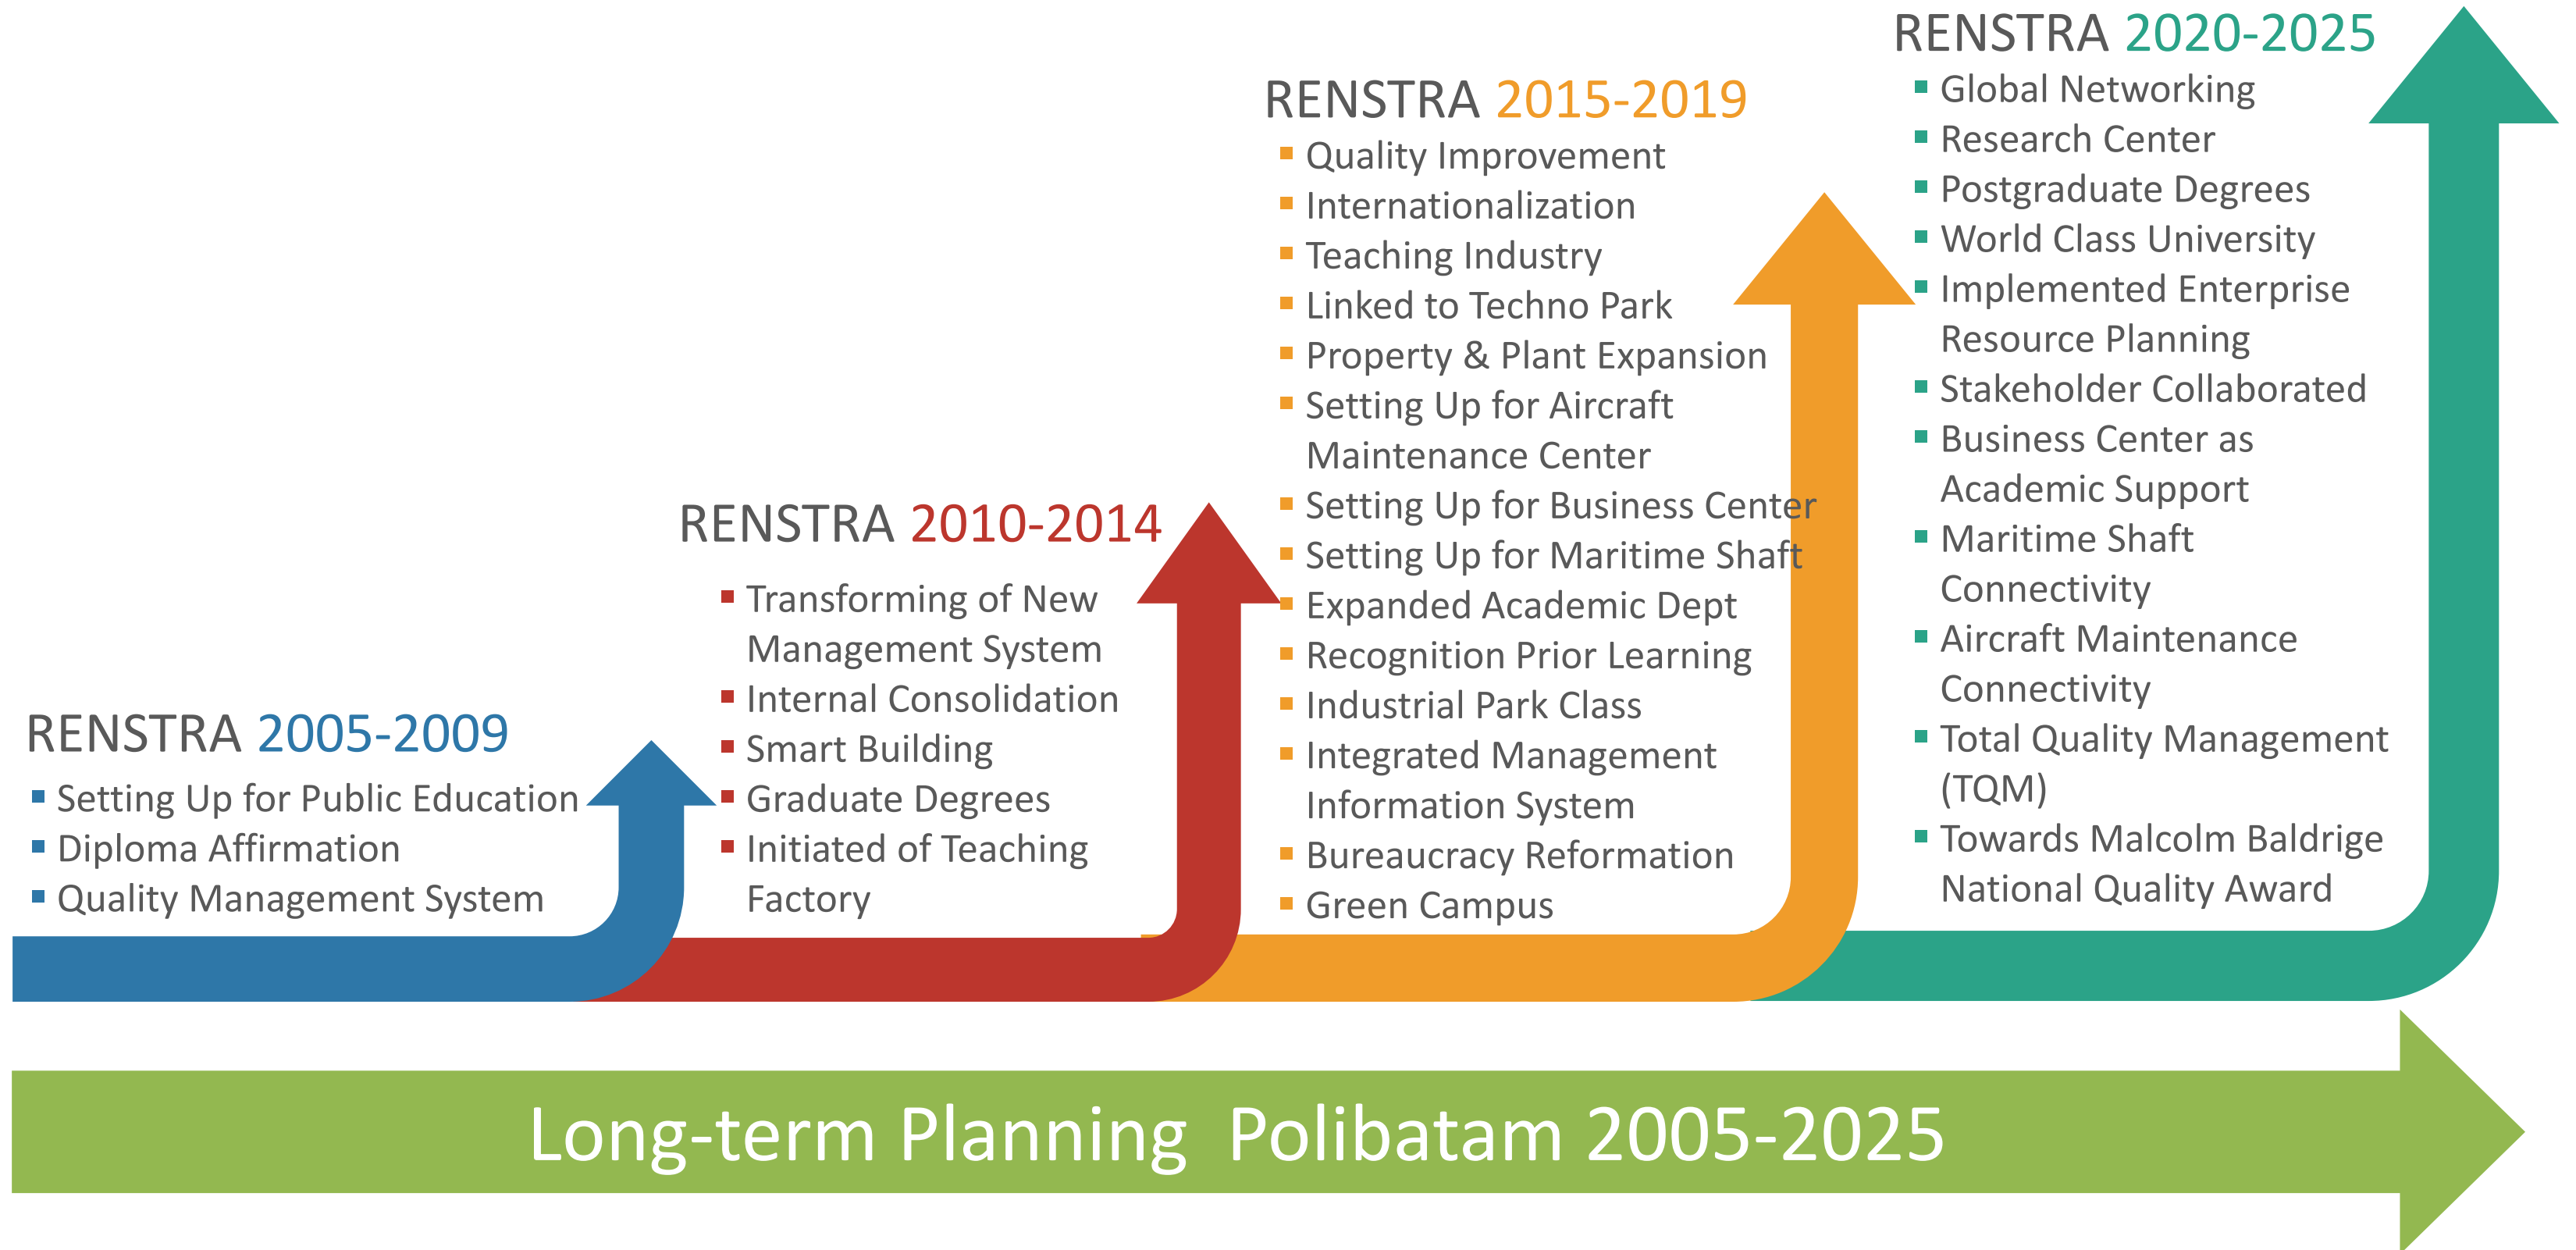 RENSTRA 2005-2009
Setting Up for Public Education
Diploma Affirmation
Quality Management System
RENSTRA 2010-2014
Transforming of New
Management System
Internal Consolidation
Smart Building
Graduate Degrees
Initiated of Teaching
Factory
RENSTRA 2015-2019
Quality Improvement
Internationalization
Teaching Industry
Linked to Techno Park
Property & Plant Expansion
Setting Up for Aircraft
Maintenance Center
Setting Up for Business Center
Setting Up for Maritime Shaft
Expanded Academic Dept
Recognition Prior Learning
Industrial Park Class
Integrated Management
Information System
Bureaucracy Reformation
Green Campus
RENSTRA 2020-2025
Global Networking
Research Center
Postgraduate Degrees
World Class University
Implemented Enterprise
Resource Planning
Stakeholder Collaborated
Business Center as
Academic Support
Maritime Shaft
Connectivity
Aircraft Maintenance
Connectivity
Total Quality Management
(TQM)
Towards Malcolm Baldrige
National Quality Award
Long-term Planning Polibatam 2005-2025